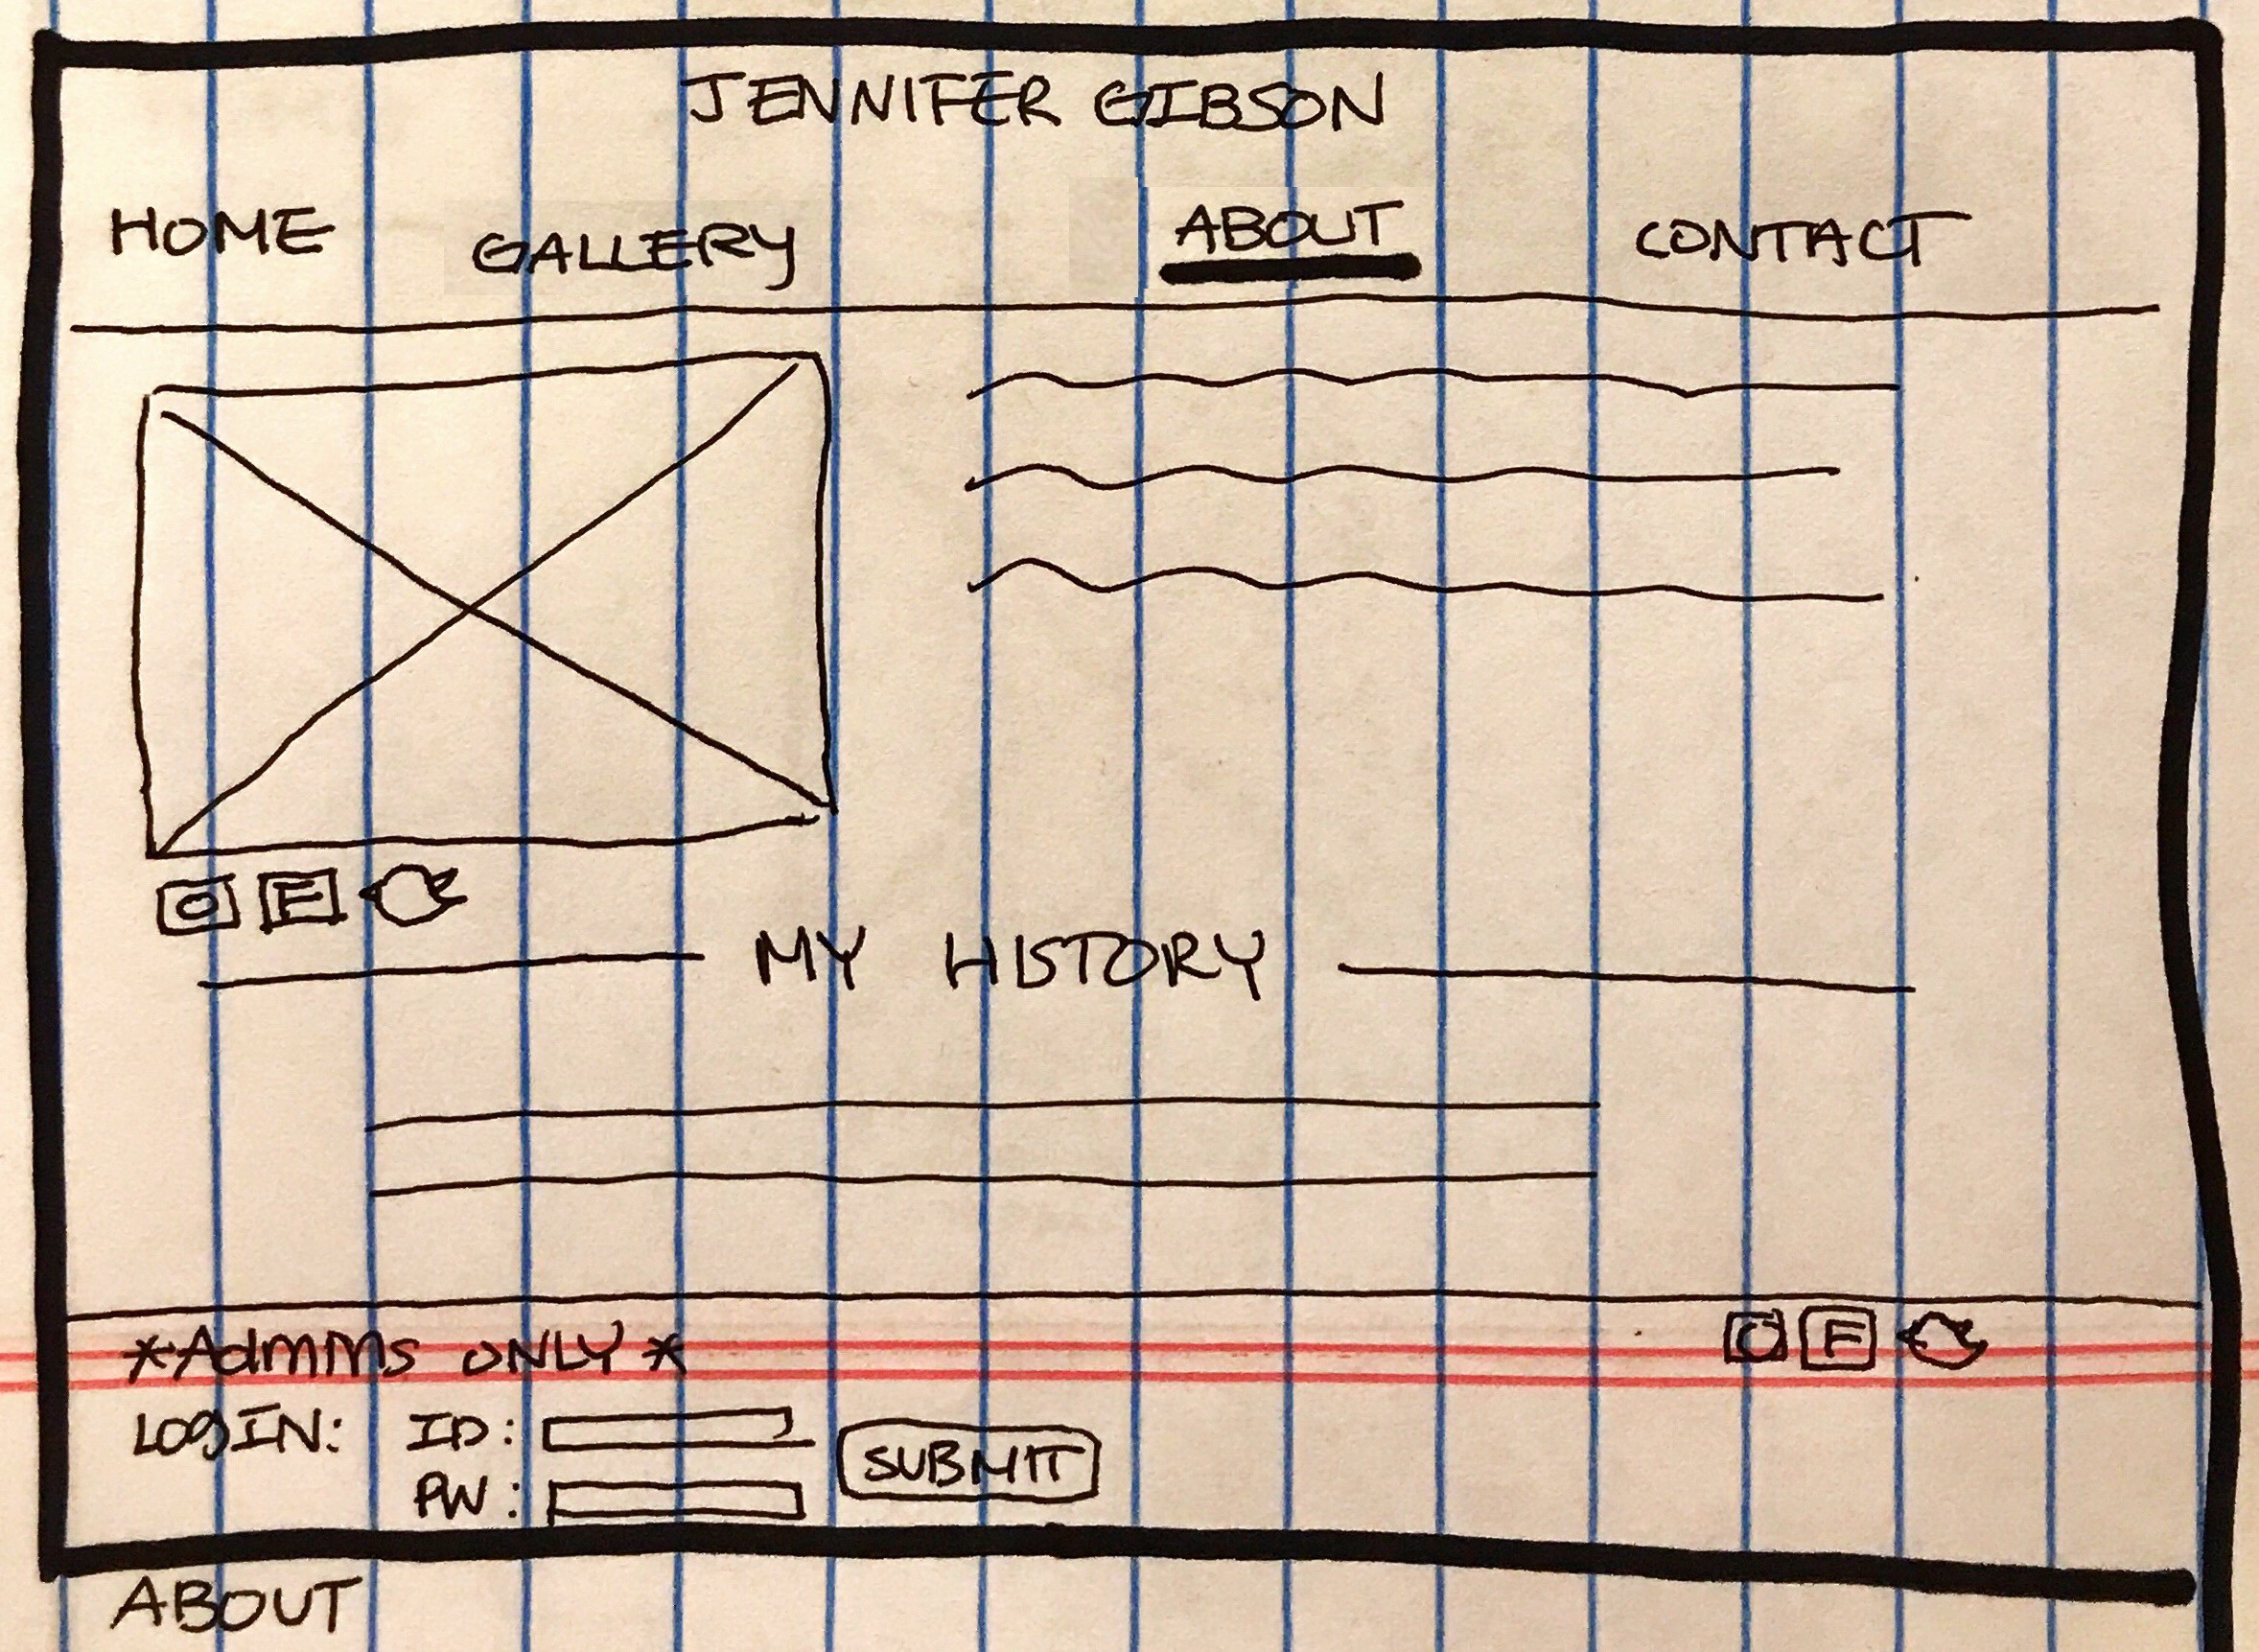 JENNIFER GIBSON
HOME GALLERY ABOUT CONTACT
F
MY HISTORY
*Admins ONLY*
F
LOGIN: ID:
SUBMIT
PW:
ABOUT